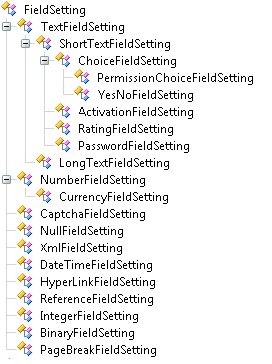 FieldSetting
TextFieldSetting
ShortTextFieldSetting
ChoiceFieldSetting
PermissionChoiceFieldSetting
YesNoFieldSetting
ActivationFieldSetting
RatingFieldSetting
PasswordFieldSetting
LongTextFieldSetting
NumberFieldSetting
CurrencyFieldSetting
CaptchaFieldSetting
NullFieldSetting
XmlFieldSetting
DateTimeFieldSetting
HyperLinkFieldSetting
ReferenceFieldSetting
IntegerFieldSetting
BinaryFieldSetting
PageBreakFieldSetting